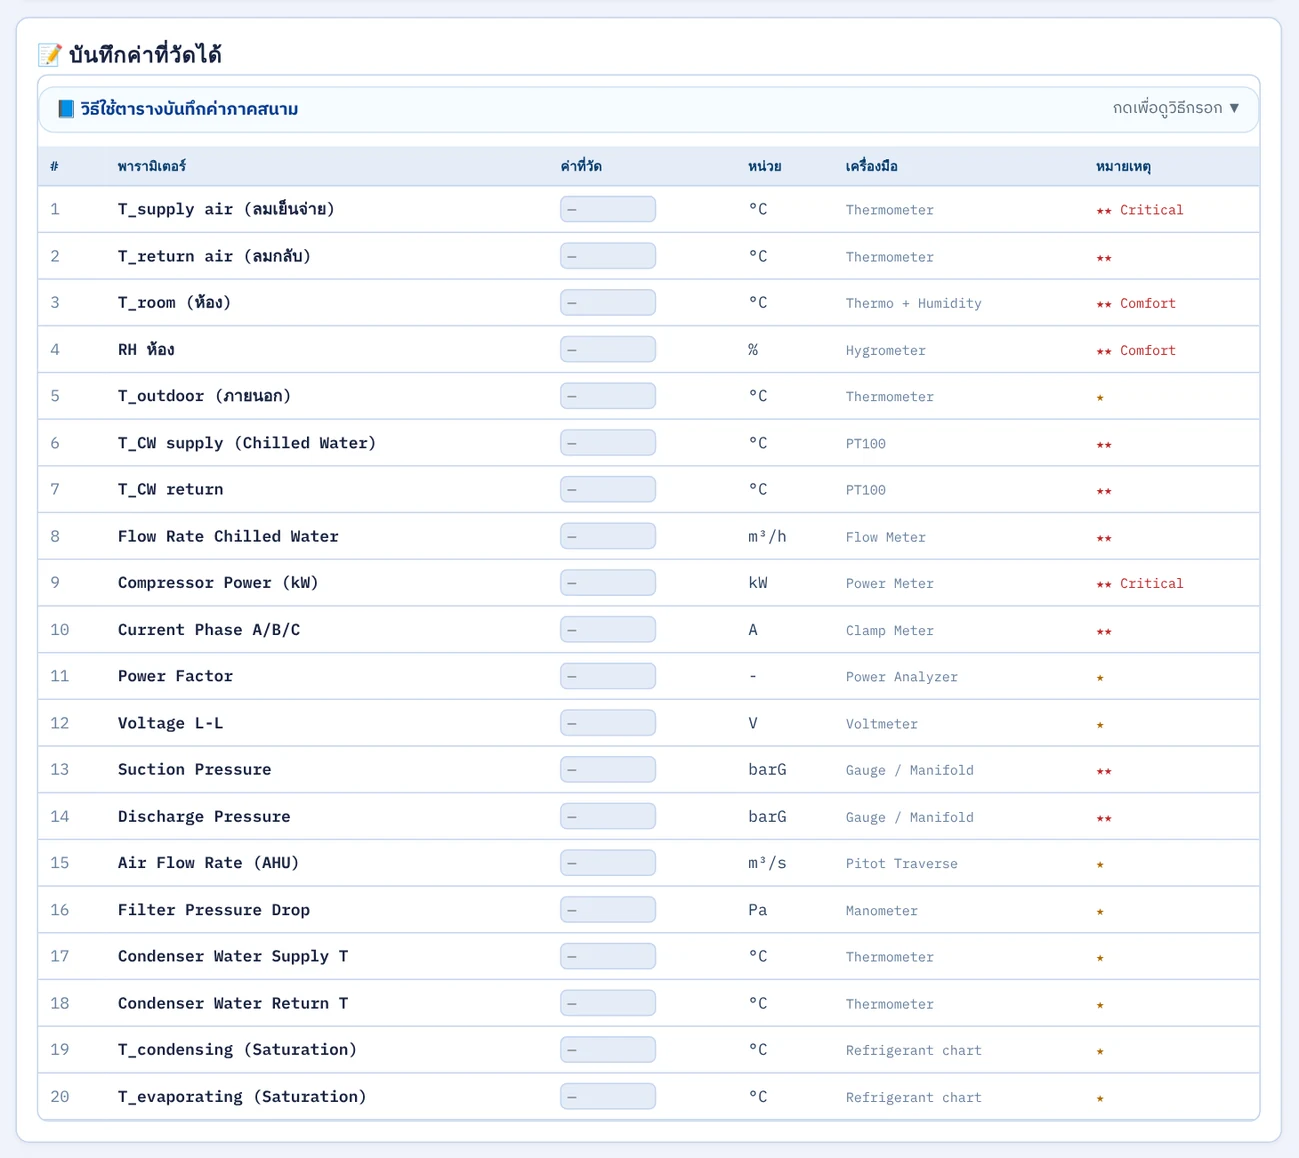 📝 บันทึกค่าที่วัดได้
📘 วิธีใช้ตารางบันทึกค่าภาคสนาม กดเพื่อดูวิธีกรอก ▼
# พารามิเตอร์ ค่าที่วัด หน่วย เครื่องมือ หมายเหตุ
1 T_supply air (ลมเย็นจ่าย) — °C Thermometer ★★ Critical
2 T_return air (ลมกลับ) — °C Thermometer ★★
3 T_room (ห้อง) — °C Thermo + Humidity ★★ Comfort
4 RH ห้อง — % Hygrometer ★★ Comfort
5 T_outdoor (ภายนอก) — °C Thermometer ★
6 T_CW supply (Chilled Water) — °C PT100 ★★
7 T_CW return — °C PT100 ★★
8 Flow Rate Chilled Water — m³/h Flow Meter ★★
9 Compressor Power (kW) — kW Power Meter ★★ Critical
10 Current Phase A/B/C — A Clamp Meter ★★
11 Power Factor — - Power Analyzer ★
12 Voltage L-L — V Voltmeter ★
13 Suction Pressure — barG Gauge / Manifold ★★
14 Discharge Pressure — barG Gauge / Manifold ★★
15 Air Flow Rate (AHU) — m³/s Pitot Traverse ★
16 Filter Pressure Drop — Pa Manometer ★
17 Condenser Water Supply T — °C Thermometer ★
18 Condenser Water Return T — °C Thermometer ★
19 T_condensing (Saturation) — °C Refrigerant chart ★
20 T_evaporating (Saturation) — °C Refrigerant chart ★